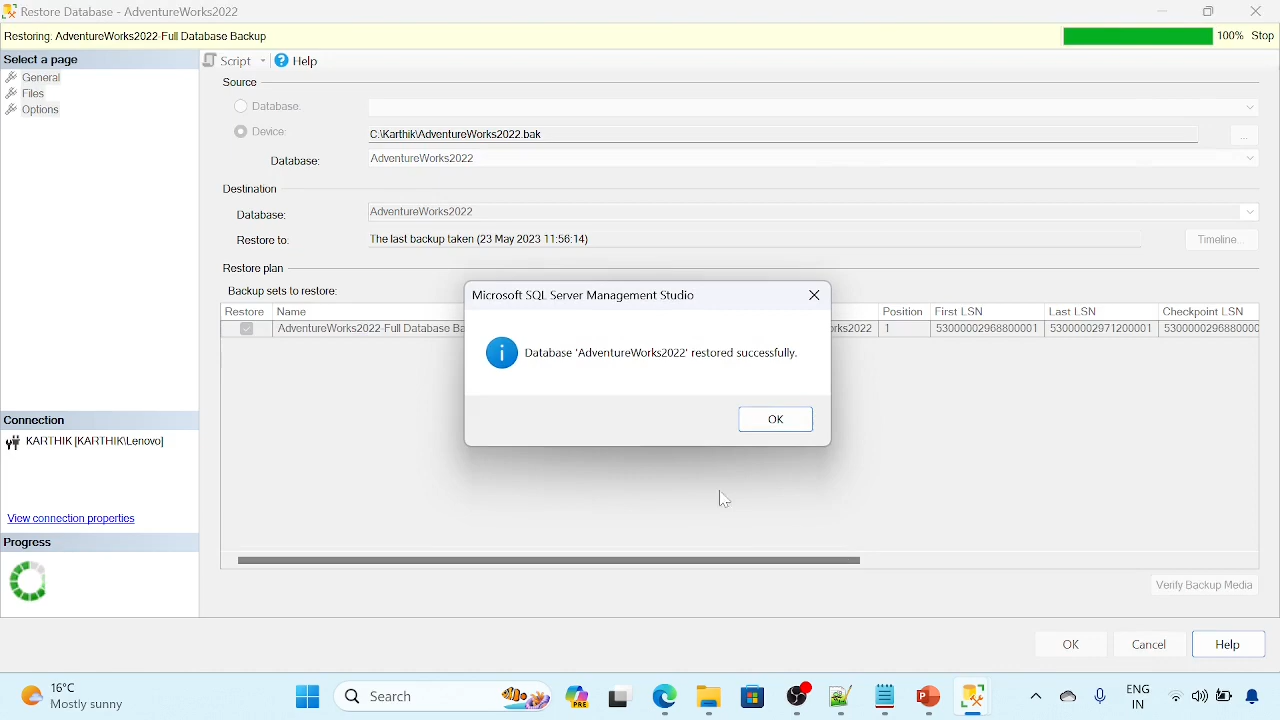 Restore Database - AdventureWorks2022
Restoring: AdventureWorks2022-Full Database Backup
100% Stop
Select a page
General
Files
Options
Script
Help
Source
Database:
Device:
C:\Karthik\AdventureWorks2022.bak
...
Database:
AdventureWorks2022
Destination
Database:
AdventureWorks2022
Restore to:
The last backup taken (23 May 2023 11:56:14)
Timeline...
Restore plan
Backup sets to restore:
Restore Name Position First LSN Last LSN Checkpoint LSN
AdventureWorks2022-Full Database Ba rks2022 1 53000002968800001 53000002971200001 530000029688000
Microsoft SQL Server Management Studio
Database 'AdventureWorks2022' restored successfully.
OK
Connection
KARTHIK [KARTHIK\Lenovo]
View connection properties
Progress
Verify Backup Media
OK
Cancel
Help
16°C
Mostly sunny
Search
PRE
ENG
IN